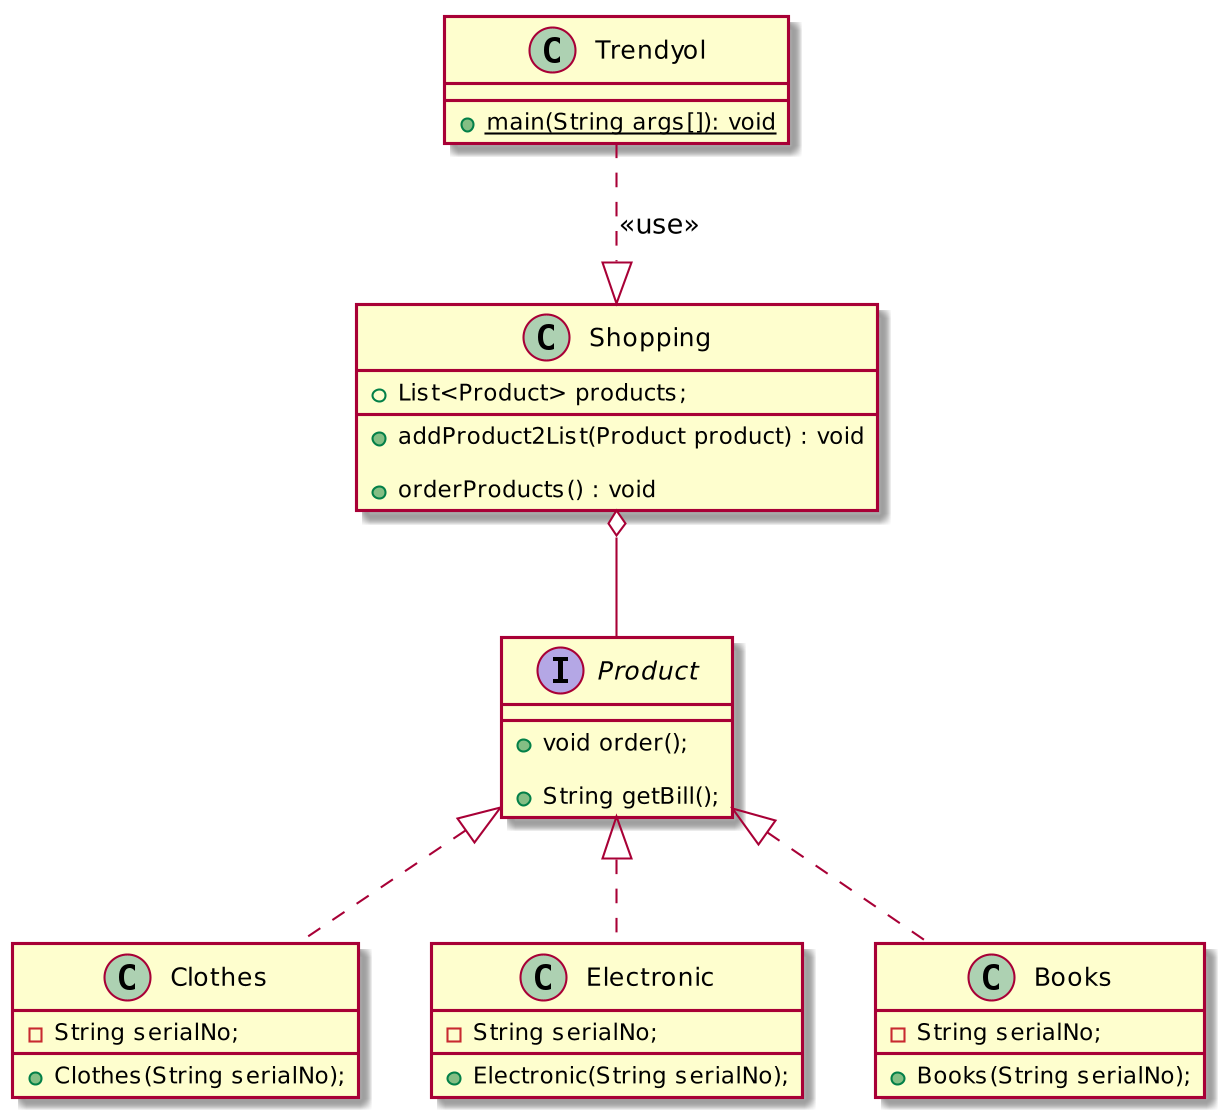 C Trendyol
main(String args[]): void
«use»
C Shopping
List<Product> products;
addProduct2List(Product product) : void
orderProducts() : void
I Product
void order();
String getBill();
C Clothes
String serialNo;
Clothes(String serialNo);
C Electronic
String serialNo;
Electronic(String serialNo);
C Books
String serialNo;
Books(String serialNo);